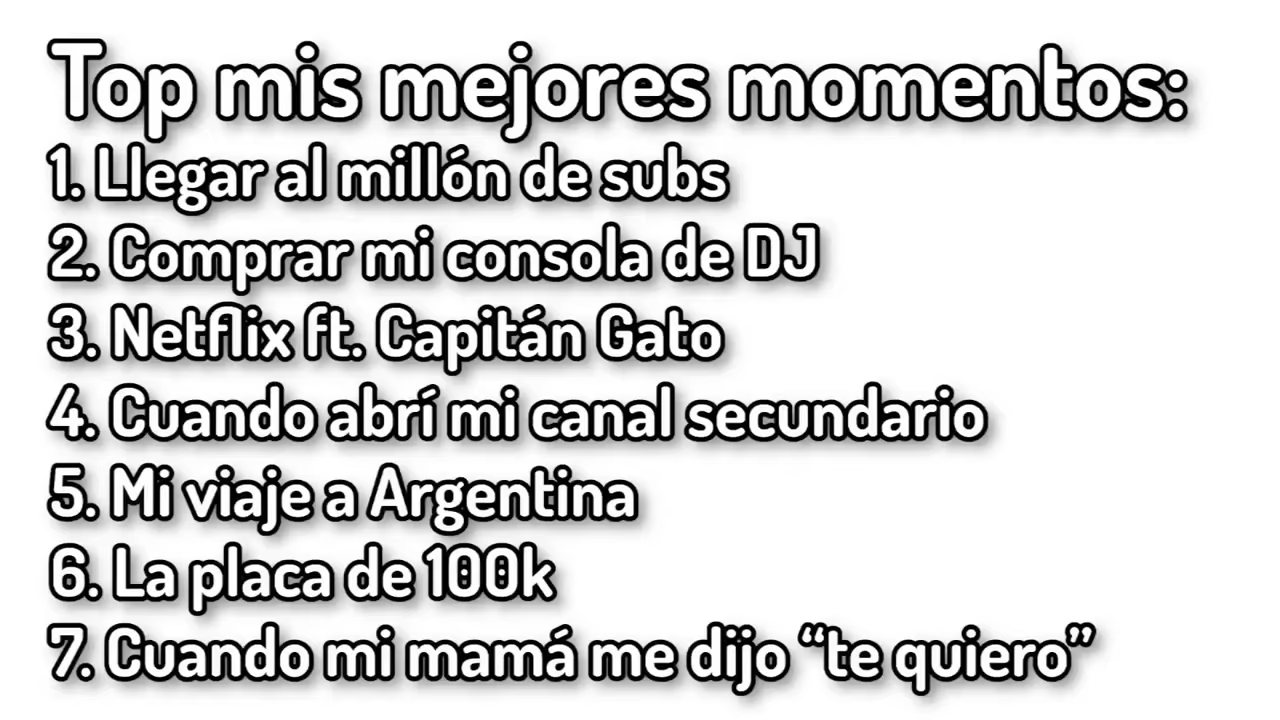 Top mis mejores momentos:
1. Llegar al millón de subs
2. Comprar mi consola de DJ
3. Netflix ft. Capitán Gato
4. Cuando abrí mi canal secundario
5. Mi viaje a Argentina
6. La placa de 100k
7. Cuando mi mamá me dijo “te quiero”